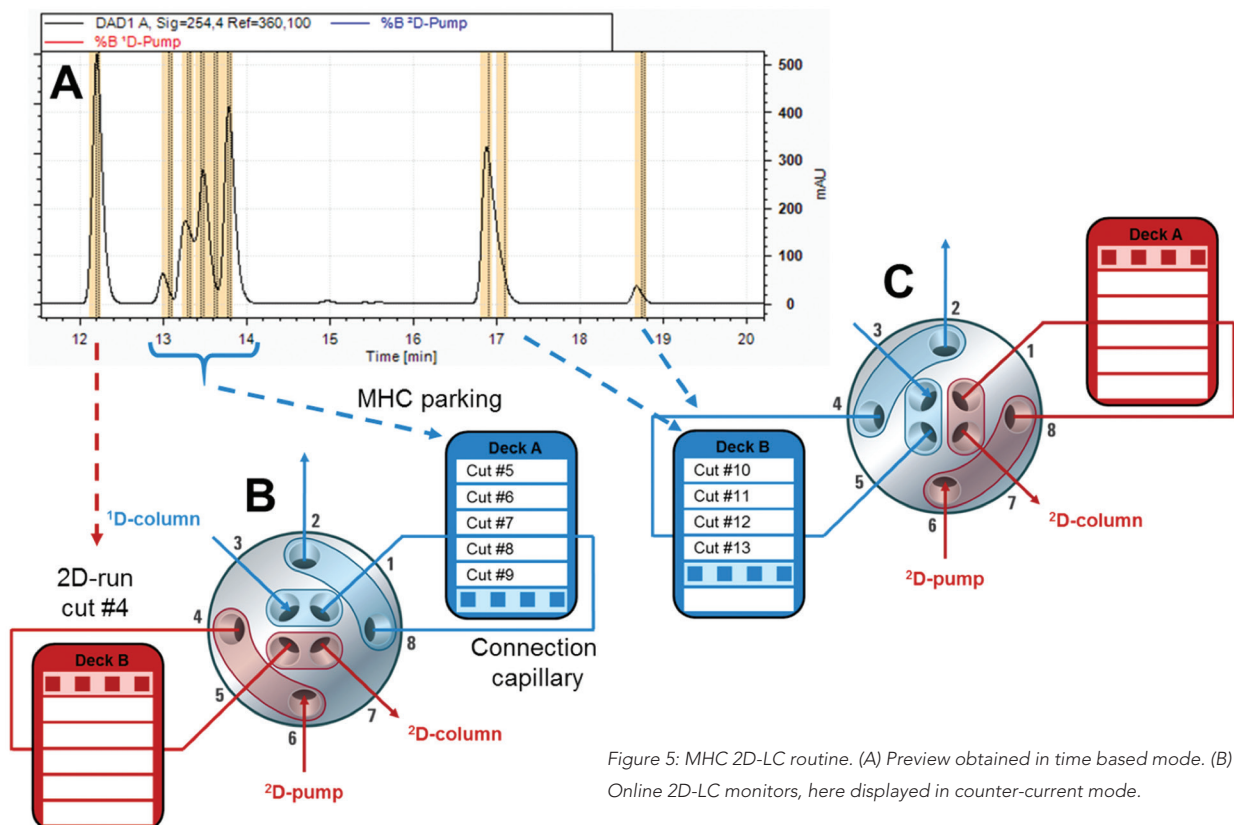 DAD1 A, Sig=254,4 Ref=360,100
%B ²D-Pump
%B ¹D-Pump
A
500
400
300
200
100
0
mAU
12 13 14 15 16 17 18 19 20
Time [min]
MHC parking
2D-run
cut #4
Deck B
B
¹D-column
1
2
3
4
5
6
7
8
²D-column
²D-pump
Deck A
Cut #5
Cut #6
Cut #7
Cut #8
Cut #9
Connection
capillary
Deck B
Cut #10
Cut #11
Cut #12
Cut #13
C
1
2
3
4
5
6
7
8
²D-column
²D-pump
Deck A
Figure 5: MHC 2D-LC routine. (A) Preview obtained in time based mode. (B)
Online 2D-LC monitors, here displayed in counter-current mode.